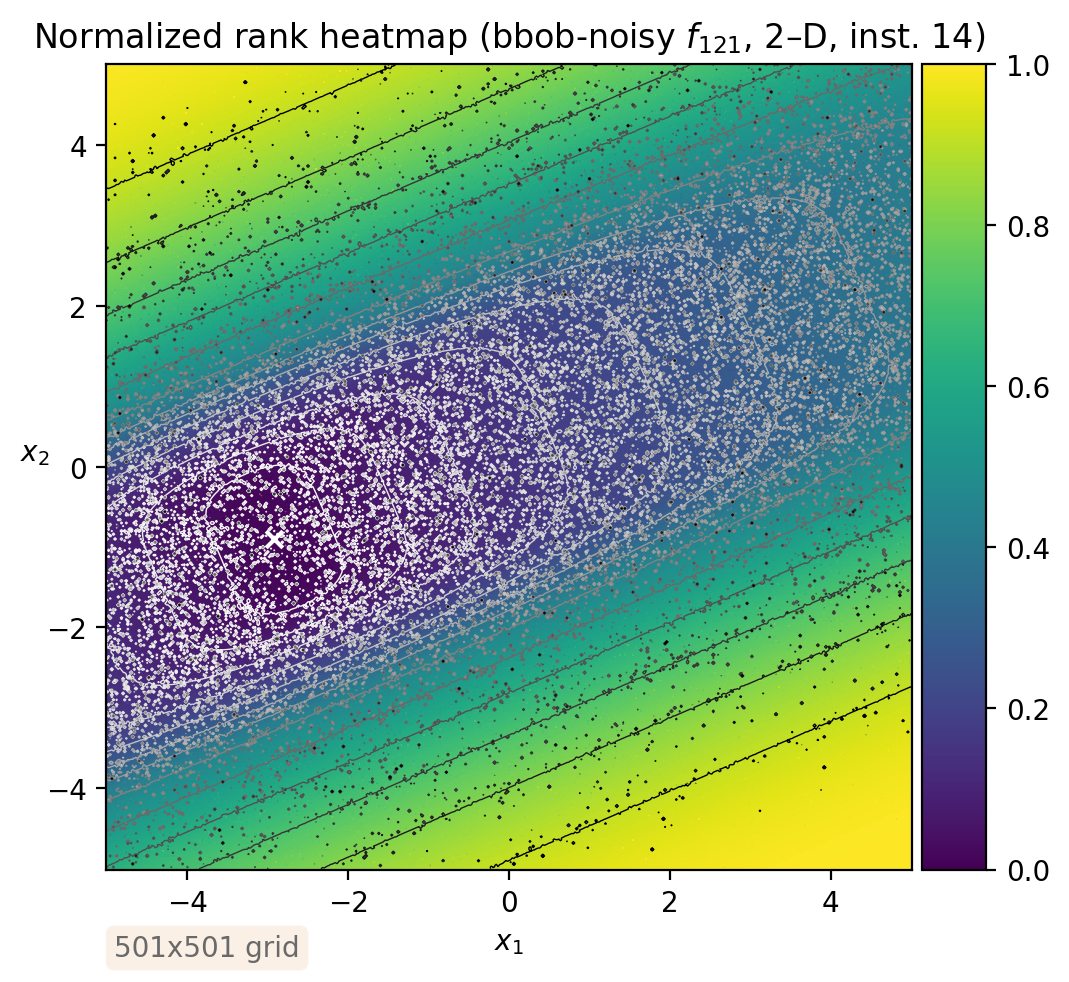 Normalized rank heatmap (bbob-noisy f₁₂₁, 2–D, inst. 14)
1.0
0.8
0.6
0.4
0.2
0.0
4
2
0
−2
−4
x₂
−4 −2 0 2 4
x₁
501x501 grid